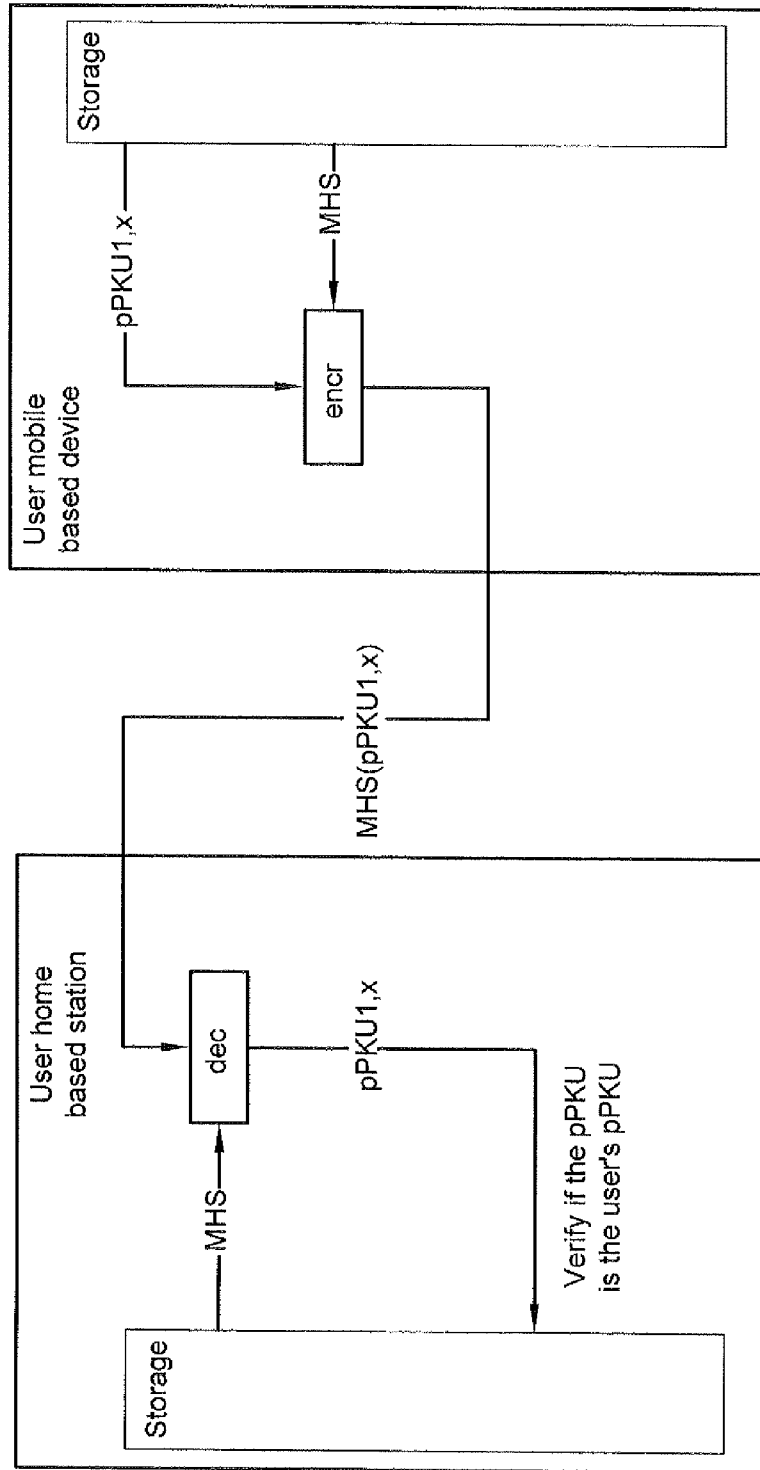 User home
based station
Storage
MHS
dec
pPKU1,x
Verify if the pPKU
is the user's pPKU
MHS(pPKU1,x)
User mobile
based device
Storage
pPKU1,x
MHS
encr